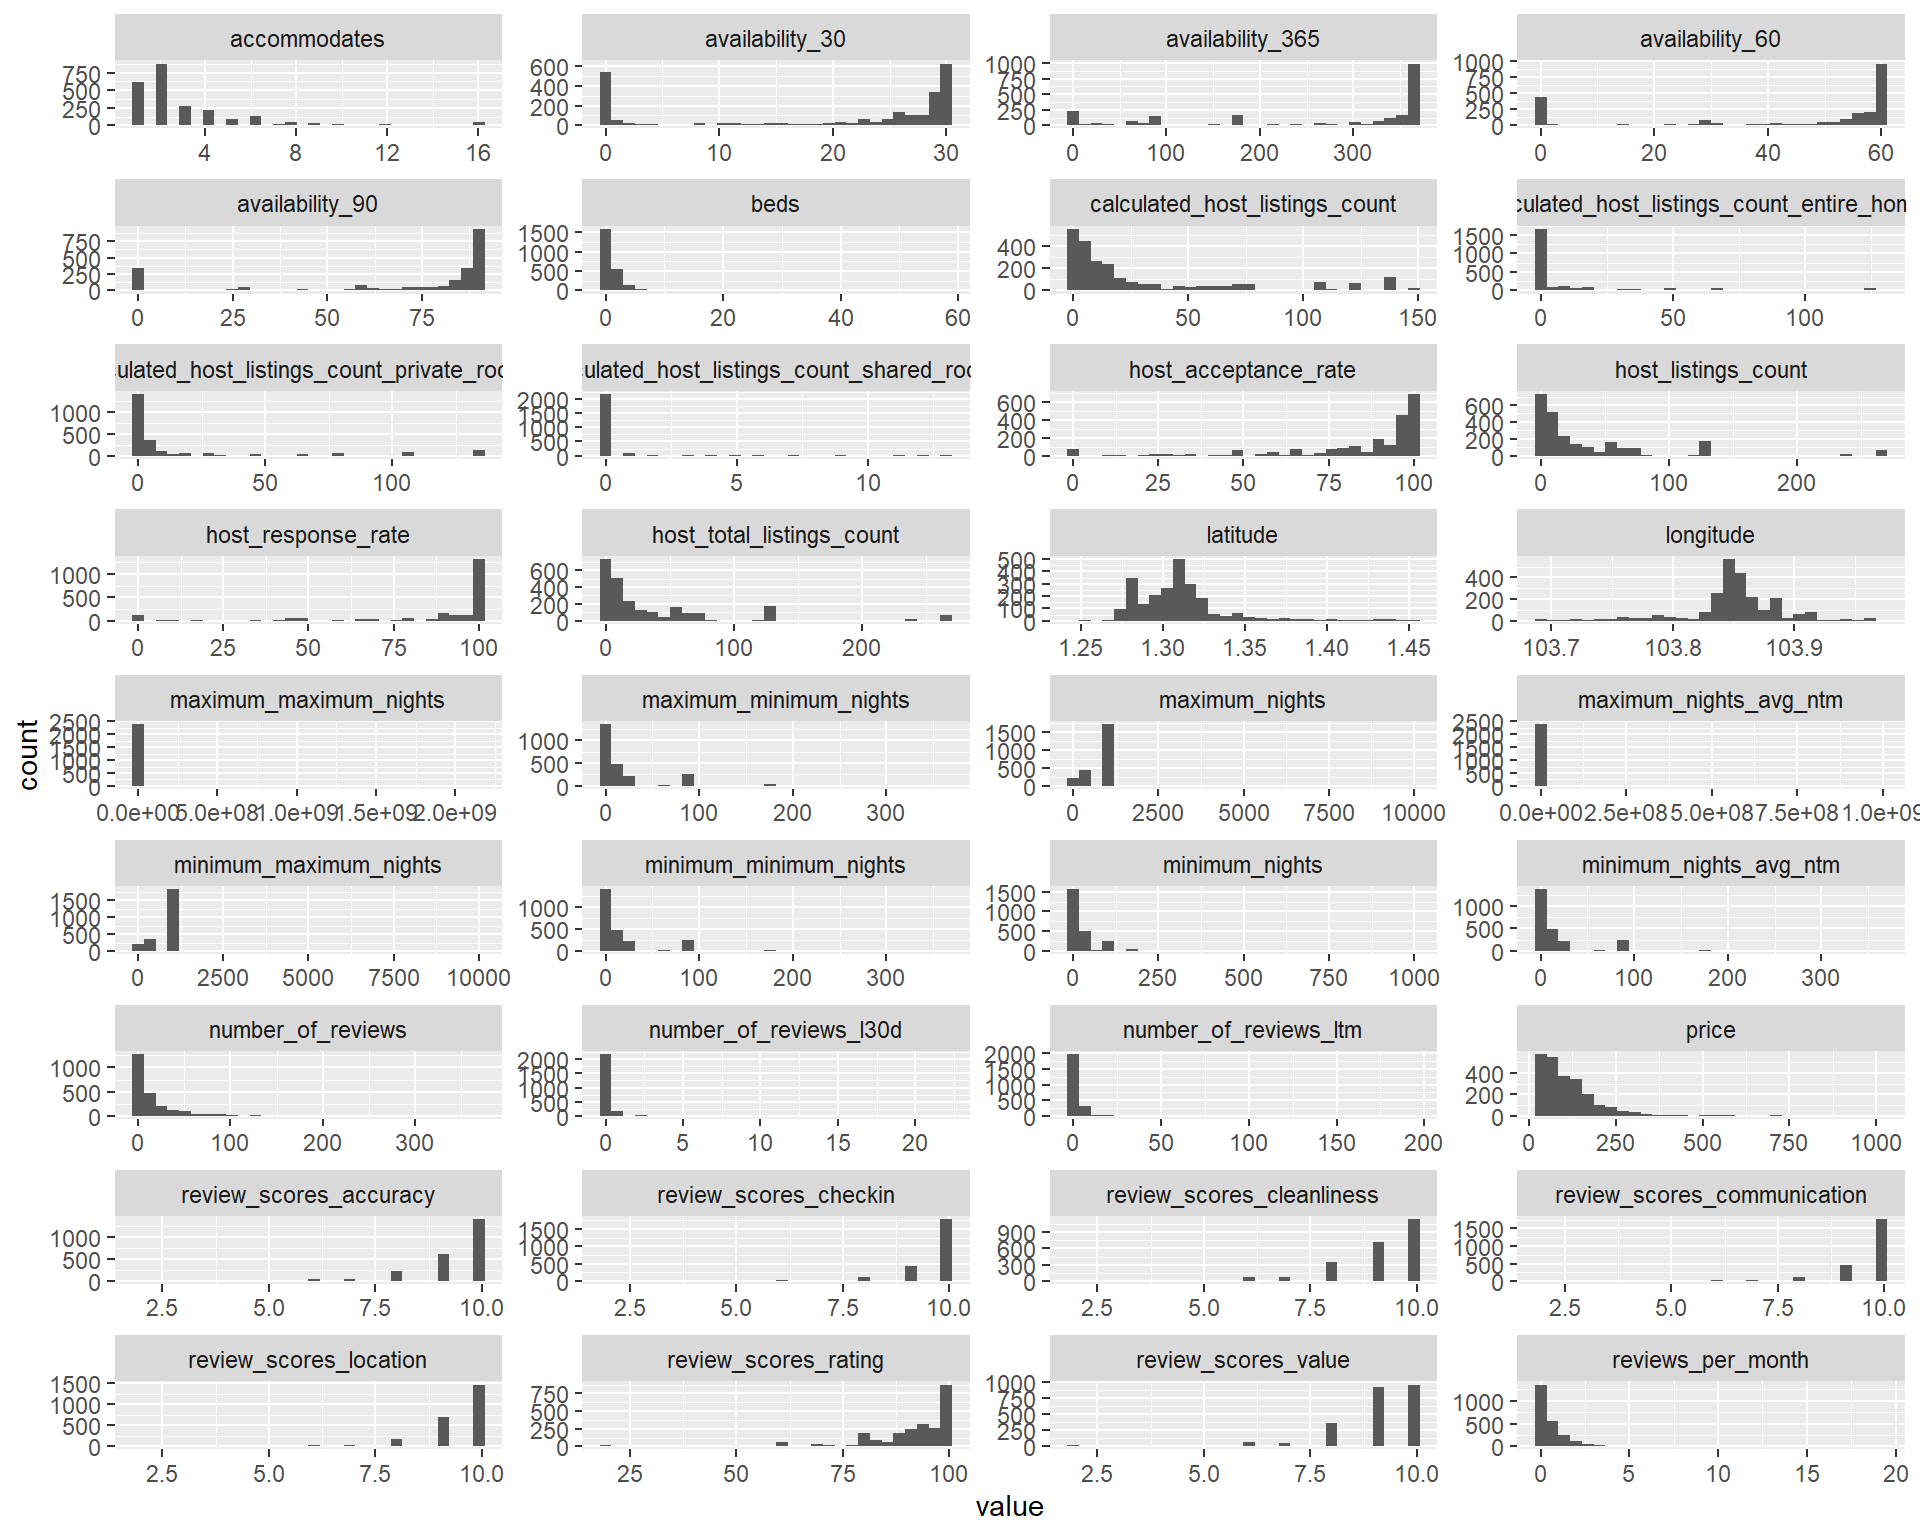 accommodates availability_30 availability_365 availability_60
750 600 1000 1000
500 400 750 750
250 200 500 500
0 0 250 250
0 0
4 8 12 16 0 10 20 30 0 100 200 300 0 20 40 60
availability_90 beds calculated_host_listings_count culated_host_listings_count_entire_hon
750 1500 400 1500
500 1000 200 1000
250 500 0 500
0 0 0
0 25 50 75 0 20 40 60 0 50 100 150 0 50 100
culated_host_listings_count_private_roo culated_host_listings_count_shared_roo host_acceptance_rate host_listings_count
1000 2000 600 600
500 1500 400 400
0 1000 200 200
500 0 0
0
0 50 100 0 5 10 0 25 50 75 100 0 100 200
host_response_rate host_total_listings_count latitude longitude
1000 600 500 400
500 400 400 200
0 200 300 0
0 200
100
0
0 25 50 75 100 0 100 200 1.25 1.30 1.35 1.40 1.45 103.7 103.8 103.9
maximum_maximum_nights maximum_minimum_nights maximum_nights maximum_nights_avg_ntm
2500 1000 1500 2500
2000 500 1000 2000
1500 0 500 1500
1000 0 1000
500 500
0 0
0.0e+00 5.0e+08 1.0e+09 1.5e+09 2.0e+09 0 100 200 300 0 2500 5000 7500 10000 0.0e+00 2.5e+08 5.0e+08 7.5e+08 1.0e+09
minimum_maximum_nights minimum_minimum_nights minimum_nights minimum_nights_avg_ntm
1500 1000 1500 1000
1000 500 1000 500
500 0 500 0
0 0
0 2500 5000 7500 10000 0 100 200 300 0 250 500 750 1000 0 100 200 300
number_of_reviews number_of_reviews_l30d number_of_reviews_ltm price
1000 2000 2000 400
500 1500 1500 200
0 1000 1000 0
500 500
0 0
0 100 200 300 0 5 10 15 20 0 50 100 150 200 0 250 500 750 1000
review_scores_accuracy review_scores_checkin review_scores_cleanliness review_scores_communication
1000 1500 900 1500
500 1000 600 1000
0 500 300 500
0 0 0
2.5 5.0 7.5 10.0 2.5 5.0 7.5 10.0 2.5 5.0 7.5 10.0 2.5 5.0 7.5 10.0
review_scores_location review_scores_rating review_scores_value reviews_per_month
1500 750 1000 1000
1000 500 750 500
500 250 500 0
0 0 250
0
2.5 5.0 7.5 10.0 25 50 75 100 2.5 5.0 7.5 10.0 0 5 10 15 20
count
value